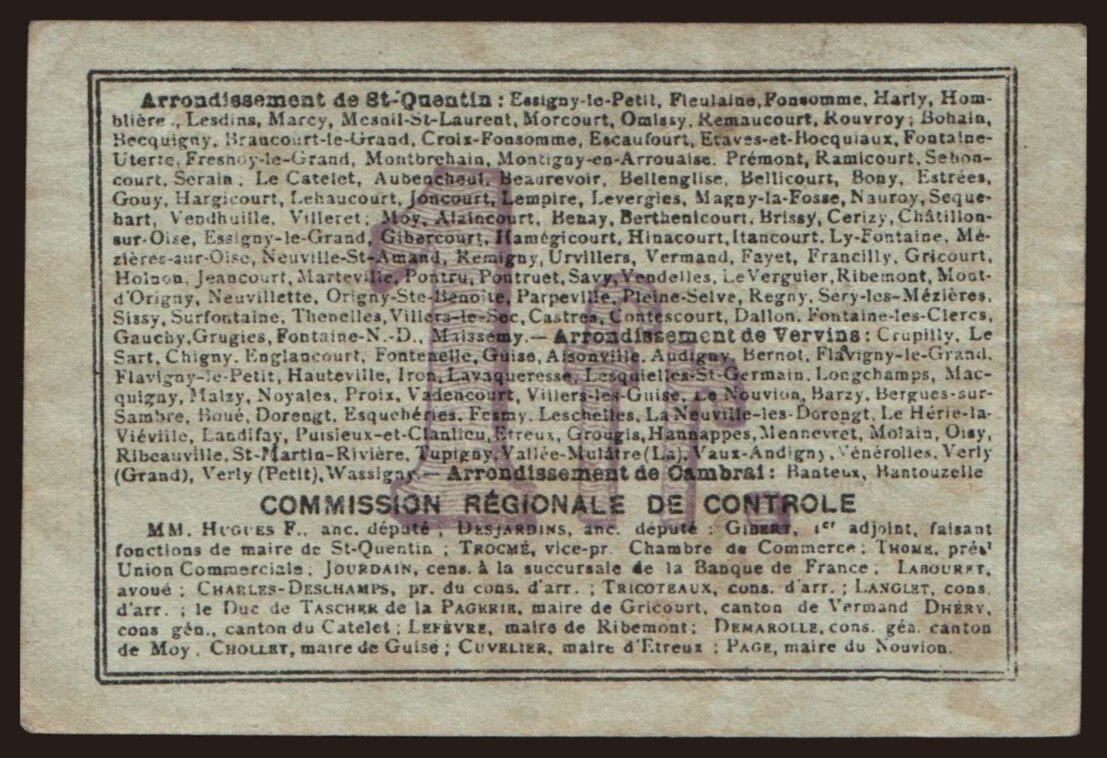 Arrondissement de St-Quentin : Essigny-le-Petit, Fieulaine, Fonsomme, Harly, Hom-
blière , Lesdins, Marcy, Mesnil-St-Laurent, Morcourt, Omissy, Remaucourt, Rouvroy ; Bohain,
Becquigny, Brancourt-le-Grand, Croix-Fonsomme, Escaufourt, Etaves-et-Bocquiaux, Fontaine-
Uterte, Fresnoy-le-Grand, Montbrehain, Montigny-en-Arrouaise, Prémont, Ramicourt, Sebon-
court, Serain ; Le Catelet, Aubencheul, Beaurevoir, Bellenglise, Bellicourt, Bony, Estrées,
Gouy, Hargicourt, Lehaucourt, Joncourt, Lempire, Levergies, Magny-la-Fosse, Nauroy, Seque-
hart, Vendhuille, Villeret ; Moy, Alaincourt, Benay, Berthenicourt, Brissy, Cerizy, Châtillon-
sur-Oise, Essigny-le-Grand, Gibercourt, Hamégicourt, Hinacourt, Itancourt, Ly-Fontaine, Mé-
zières-sur-Oise, Neuville-St-Amand, Remigny, Urvillers, Vermand, Fayet, Francilly, Gricourt,
Holnon, Jeancourt, Marteville, Pontru, Pontruet, Savy, Vendelles, Le Verguier, Ribemont, Mont-
d'Origny, Neuvillette, Origny-Ste-Benoite, Parpeville, Pleine-Selve, Regny, Séry-les-Mézières,
Sissy, Surfontaine, Thenelles, Villers-le-Sec, Castres, Contescourt, Dallon, Fontaine-les-Clercs,
Gauchy, Grugies, Fontaine-N.-D., Maissemy. — Arrondissement de Vervins : Crupilly, Le
Sart, Chigny, Englancourt, Fontenelle, Guise, Aisonville, Audigny, Bernot, Flavigny-le-Grand,
Flavigny-le-Petit, Hauteville, Iron, Lavaqueresse, Lesquielles-St-Germain, Longchamps, Mac-
quigny, Malzy, Noyales, Proix, Vadencourt, Villers-les-Guise, Le Nouvion, Barzy, Bergues-sur-
Sambre, Boué, Dorengt, Esquehéries, Fesmy, Leschelles, La Neuville-les-Dorengt, Le Hérie-la-
Viéville, Landifay, Puisieux-et-Clanlieu, Etreux, Grougis, Hannappes, Mennevret, Molain, Oisy,
Ribeauville, St-Martin-Rivière, Tupigny, Vallée-Mulâtre (La), Vaux-Andigny, Vénérolles, Verly
(Grand), Verly (Petit), Wassigny. — Arrondissement de Cambrai : Banteux, Bantouzelle
1 fr.
COMMISSION RÉGIONALE DE CONTROLE
MM. HUGUES F., anc. député ; DESJARDINS, anc. député ; GIBERT, 1er adjoint, faisant
fonctions de maire de St-Quentin ; TROCMÉ, vice-pr. Chambre de Commerce ; THOME, prést
Union Commerciale ; JOURDAIN, cens. à la succursale de la Banque de France ; LABOURET,
avoué ; CHARLES-DESCHAMPS, pr. du cons. d'arr. ; TRICOTEAUX, cons. d'arr. ; LANGLET, cons.
d'arr. ; le Duc de TASCHER de la PAGERIE, maire de Gricourt, canton de Vermand DHÉRY,
cons gén., canton du Catelet ; LEFÈVRE, maire de Ribemont ; DEMAROLLE, cons. gén. canton
de Moy . CHOLLET, maire de Guise ; CUVELIER, maire d'Etreux ; PAGE, maire du Nouvion.